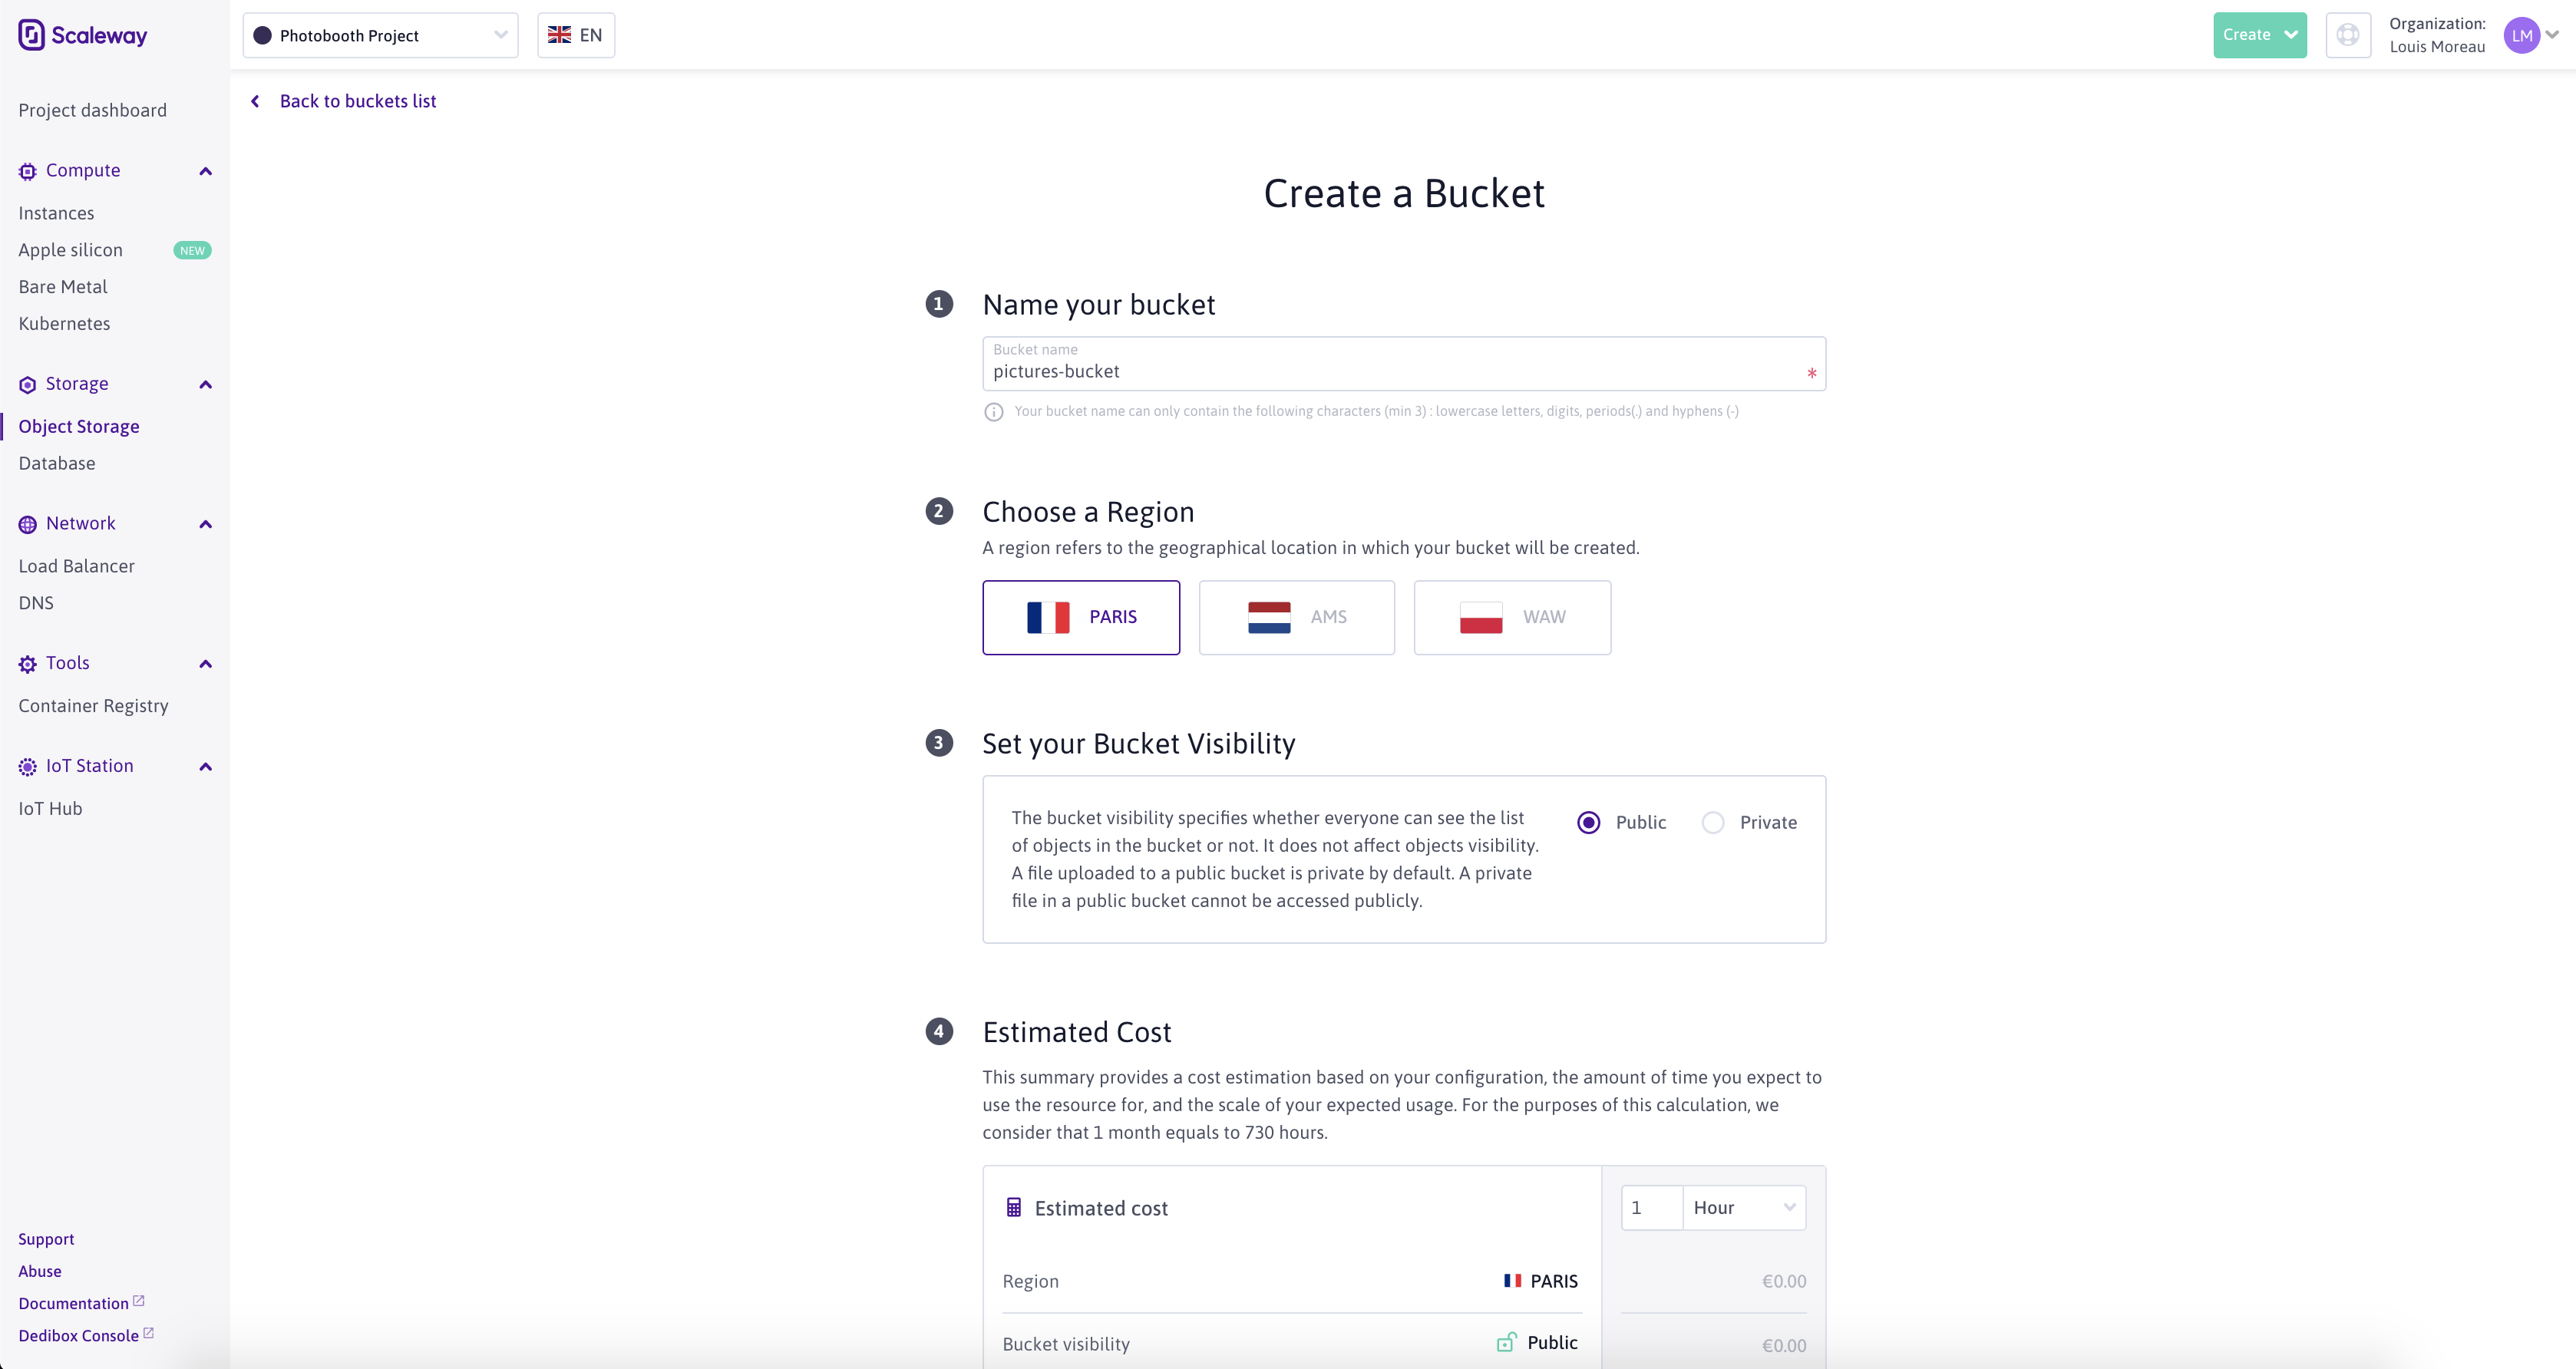 Scaleway
Photobooth Project
EN
Create
Organization:
Louis Moreau
LM
Project dashboard
Compute
Instances
Apple silicon NEW
Bare Metal
Kubernetes
Storage
Object Storage
Database
Network
Load Balancer
DNS
Tools
Container Registry
IoT Station
IoT Hub
Support
Abuse
Documentation
Dedibox Console
Back to buckets list
Create a Bucket
1 Name your bucket
Bucket name
pictures-bucket *
Your bucket name can only contain the following characters (min 3) : lowercase letters, digits, periods(.) and hyphens (-)
2 Choose a Region
A region refers to the geographical location in which your bucket will be created.
PARIS AMS WAW
3 Set your Bucket Visibility
The bucket visibility specifies whether everyone can see the list
of objects in the bucket or not. It does not affect objects visibility.
A file uploaded to a public bucket is private by default. A private
file in a public bucket cannot be accessed publicly.
Public Private
4 Estimated Cost
This summary provides a cost estimation based on your configuration, the amount of time you expect to
use the resource for, and the scale of your expected usage. For the purposes of this calculation, we
consider that 1 month equals to 730 hours.
Estimated cost 1 Hour
Region PARIS €0.00
Bucket visibility Public €0.00